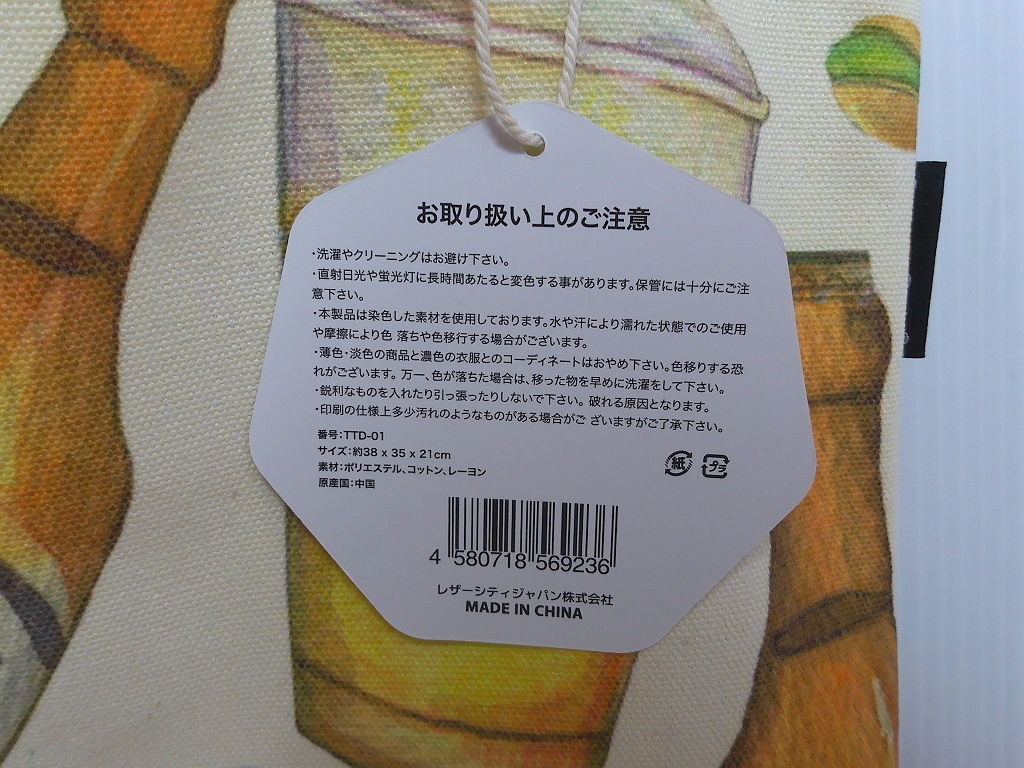 お取り扱い上のご注意
・洗濯やクリーニングはお避け下さい。
・直射日光や蛍光灯に長時間あたると変色する事があります。保管には十分にご注
意下さい。
・本製品は染色した素材を使用しております。水や汗により濡れた状態でのご使用
や摩擦により色 落ちや色移行する場合がございます。
・薄色・淡色の商品と濃色の衣服とのコーディネートはおやめ下さい。色移りする恐
れがございます。 万一、色が落ちた場合は、移った物を早めに洗濯をして下さい。
・鋭利なものを入れたり引っ張ったりしないで下さい。 破れる原因となります。
・印刷の仕様上多少汚れのようなものがある場合がご ざいますがご了承下さい。
番号:TTD-01
サイズ:約38 x 35 x 21cm
素材:ポリエステル、コットン、レーヨン
原産国:中国
紙 プラ
4 580718 569236
レザーシティジャパン株式会社
MADE IN CHINA